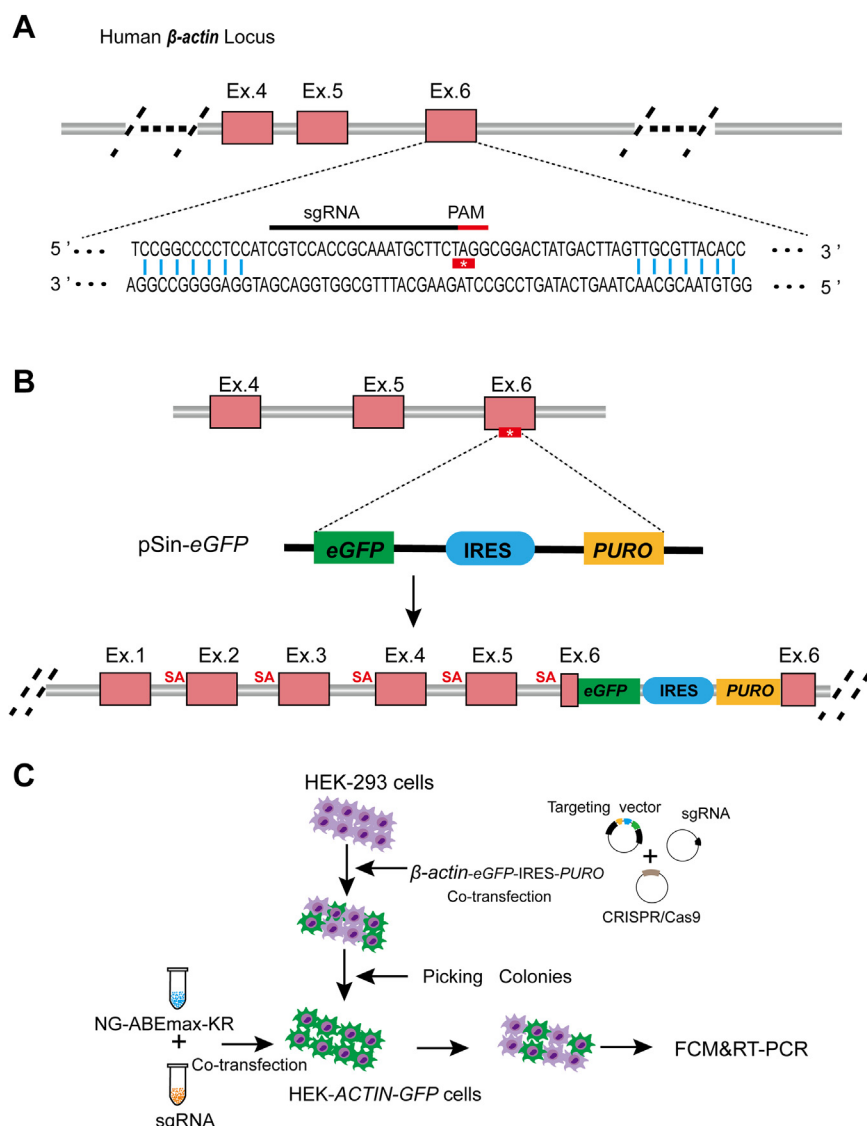 A
Human β-actin Locus
Ex.4 Ex.5 Ex.6
sgRNA PAM
5 ’ ••• TCCGGCCCCTCCATCGTCCACCGCAAATGCTTCTAGGCGGACTATGACTTAGTTGCGTTACACC ••• 3 ’
*
3 ’ ••• AGGCCGGGGAGGTAGCAGGTGGCGTTTACGAAGATCCGCCTGATACTGAATCAACGCAATGTGG ••• 5 ’
B
Ex.4 Ex.5 Ex.6
*
pSin-eGFP eGFP IRES PURO
Ex.1 Ex.2 Ex.3 Ex.4 Ex.5 Ex.6 Ex.6
SA SA SA SA SA
eGFP IRES PURO
C
HEK-293 cells
Targeting vector
sgRNA
+
β-actin-eGFP-IRES-PURO
Co-transfection
CRISPR/Cas9
Picking Colonies
NG-ABEmax-KR
+
Co-transfection
sgRNA
HEK-ACTIN-GFP cells
FCM&RT-PCR